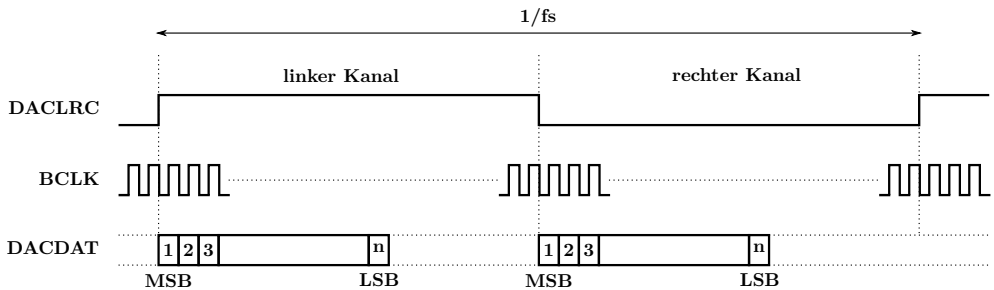 1/fs
linker Kanal rechter Kanal
DACLRC
BCLK
DACDAT 1 2 3 n 1 2 3 n
MSB LSB MSB LSB